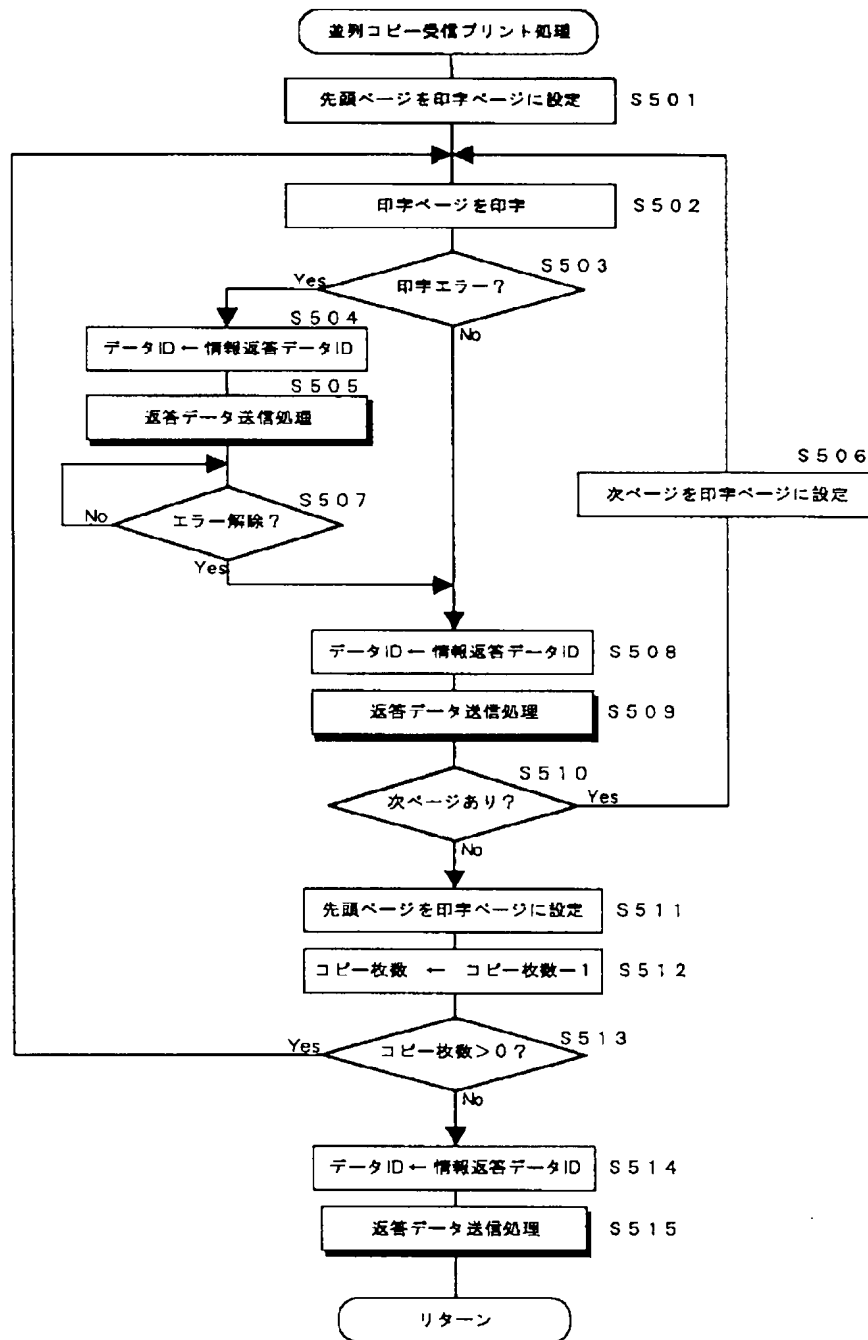 並列コピー受信プリント処理
先頭ページを印字ページに設定 S501
印字ページを印字 S502
S503
Yes 印字エラー？
No
S504
データID ← 情報返答データID
S505
返答データ送信処理
S506
次ページを印字ページに設定
S507
No エラー解除？
Yes
データID ← 情報返答データID S508
返答データ送信処理 S509
S510
次ページあり？ Yes
No
先頭ページを印字ページに設定 S511
コピー枚数 ← コピー枚数－1 S512
S513
Yes コピー枚数＞0？
No
データID ← 情報返答データID S514
返答データ送信処理 S515
リターン